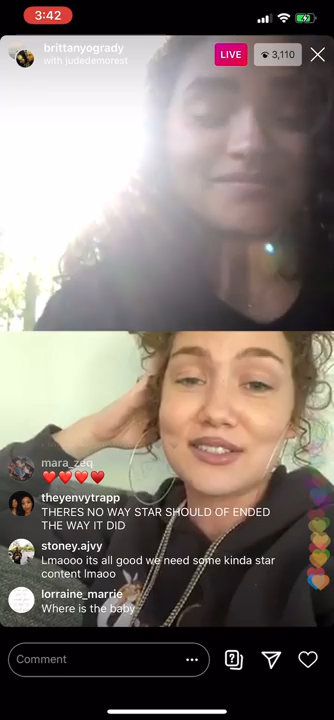 3:42
brittanyogrady
with judedemorest
LIVE
3,110
mara_zeq
theyenvytrapp
THERES NO WAY STAR SHOULD OF ENDED
THE WAY IT DID
stoney.ajvy
Lmaooo its all good we need some kinda star
content lmaoo
lorraine_marrie
Where is the baby
Comment